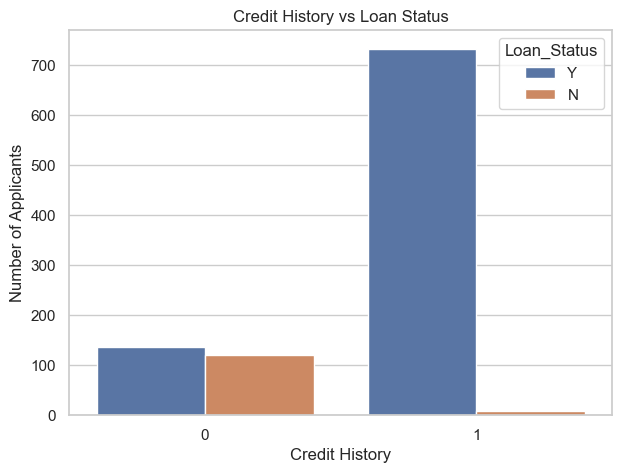 Credit History vs Loan Status
Loan_Status
Y
N
Number of Applicants
700
600
500
400
300
200
100
0
0
1
Credit History